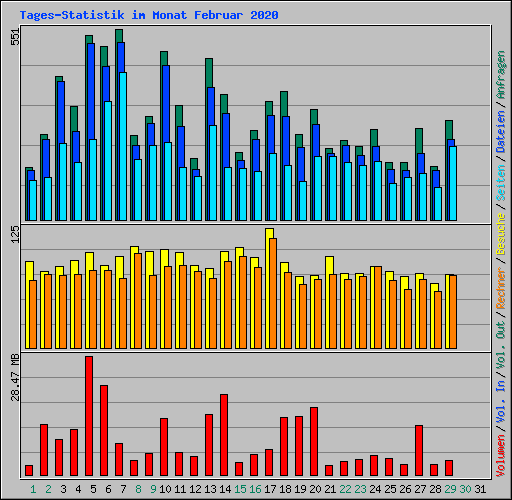 Tages-Statistik im Monat Februar 2020
551
125
28.47 MB
Volumen / Vol. In / Vol. Out / Rechner / Besuche / Seiten / Dateien / Anfragen
1 2 3 4 5 6 7 8 9 10 11 12 13 14 15 16 17 18 19 20 21 22 23 24 25 26 27 28 29 30 31